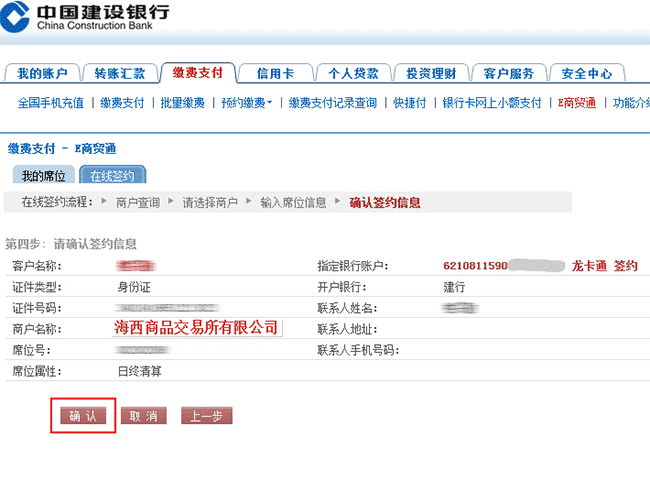 中国建设银行
China Construction Bank
我的账户 转账汇款 缴费支付 信用卡 个人贷款 投资理财 客户服务 安全中心
全国手机充值 | 缴费支付 | 批量缴费 | 预约缴费 | 缴费支付记录查询 | 快捷付 | 银行卡网上小额支付 | E商贸通 | 功能介绍
缴费支付 - E商贸通
我的席位 在线签约
在线签约流程： 商户查询 请选择商户 输入席位信息 确认签约信息
第四步：请确认签约信息
客户名称： 指定银行账户： 6210811590 龙卡通 签约
证件类型： 身份证 开户银行： 建行
证件号码： 联系人姓名：
商户名称： 海西商品交易所有限公司 联系人地址：
席位号： 联系人手机号码：
席位属性： 日终清算
确 认 取 消 上一步